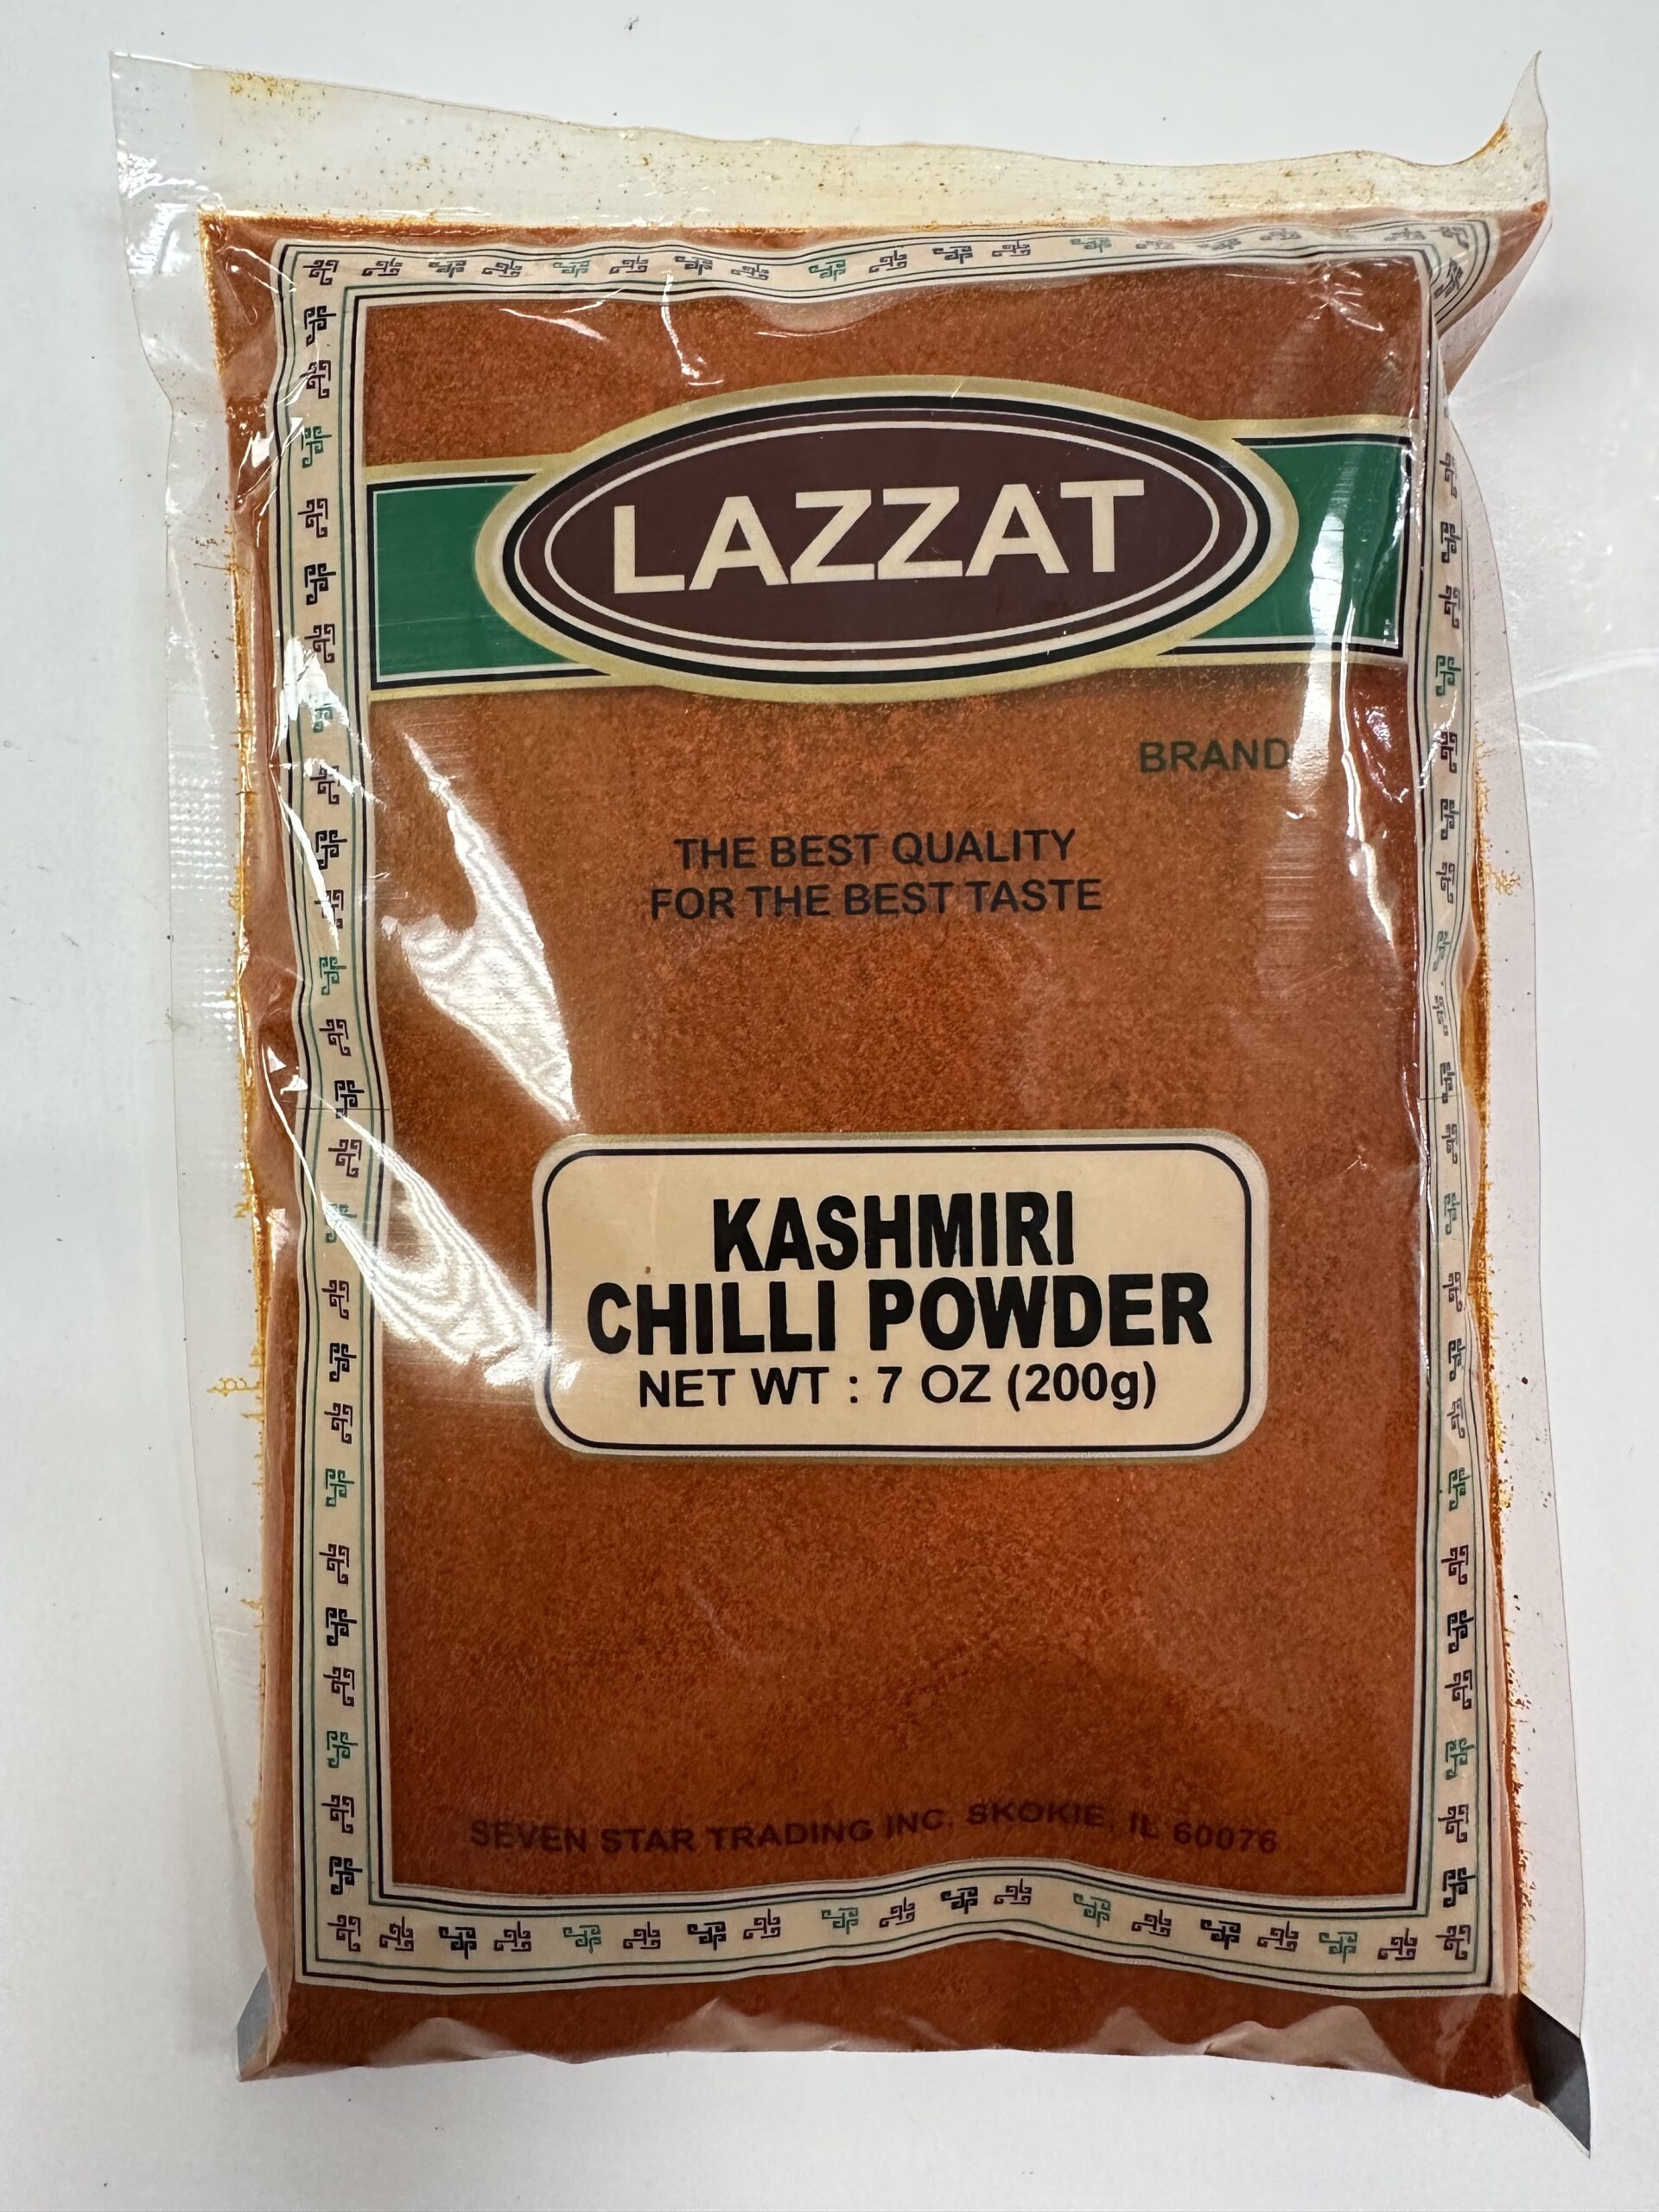 LAZZAT
BRAND
THE BEST QUALITY
FOR THE BEST TASTE
KASHMIRI
CHILLI POWDER
NET WT : 7 OZ (200g)
SEVEN STAR TRADING INC. SKOKIE, IL 60076